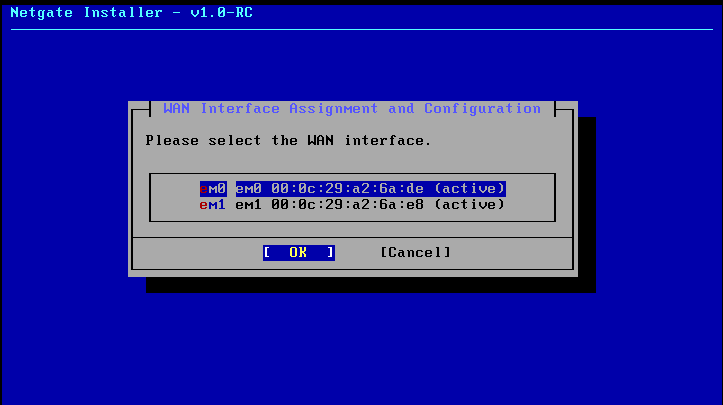 Netgate Installer - v1.0-RC
WAN Interface Assignment and Configuration
Please select the WAN interface.
em0 em0 00:0c:29:a2:6a:de (active)
em1 em1 00:0c:29:a2:6a:e8 (active)
[ OK ] [Cancel]